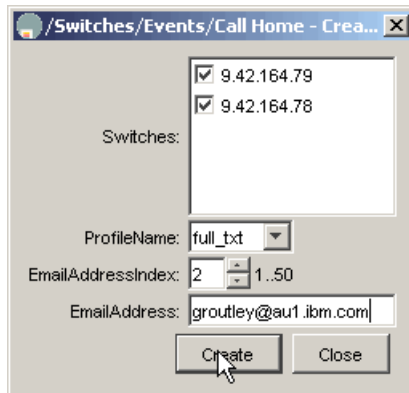 /Switches/Events/Call Home - Crea...
9.42.164.79
9.42.164.78
Switches:
ProfileName: full_txt
EmailAddressIndex: 2 1..50
EmailAddress: groutley@au1.ibm.com
Create Close